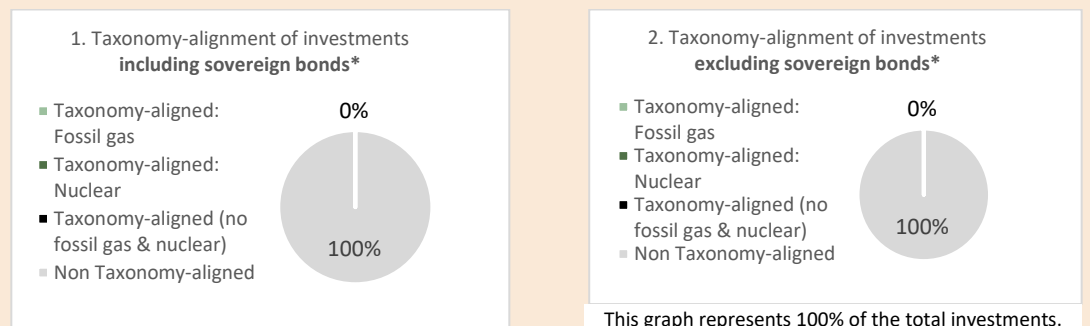 1. Taxonomy-alignment of investments
including sovereign bonds*
Taxonomy-aligned:
Fossil gas
Taxonomy-aligned:
Nuclear
Taxonomy-aligned (no
fossil gas & nuclear)
Non Taxonomy-aligned
0%
100%
2. Taxonomy-alignment of investments
excluding sovereign bonds*
Taxonomy-aligned:
Fossil gas
Taxonomy-aligned:
Nuclear
Taxonomy-aligned (no
fossil gas & nuclear)
Non Taxonomy-aligned
0%
100%
This graph represents 100% of the total investments.